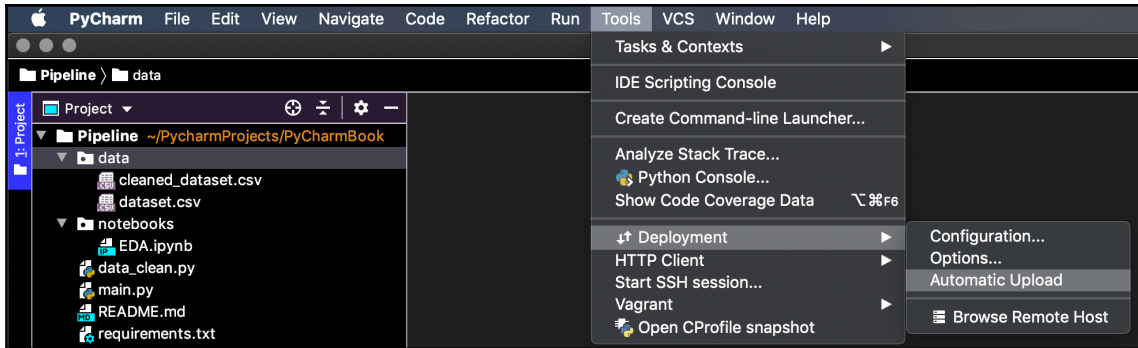 PyCharm File Edit View Navigate Code Refactor Run Tools VCS Window Help
Pipeline 〉 data
1: Project
Project
Pipeline ~/PycharmProjects/PyCharmBook
data
cleaned_dataset.csv
dataset.csv
notebooks
EDA.ipynb
data_clean.py
main.py
README.md
requirements.txt
Tasks & Contexts
IDE Scripting Console
Create Command-line Launcher...
Analyze Stack Trace...
Python Console...
Show Code Coverage Data ⌥⌘F6
Deployment
HTTP Client
Start SSH session...
Vagrant
Open CProfile snapshot
Configuration...
Options...
Automatic Upload
Browse Remote Host